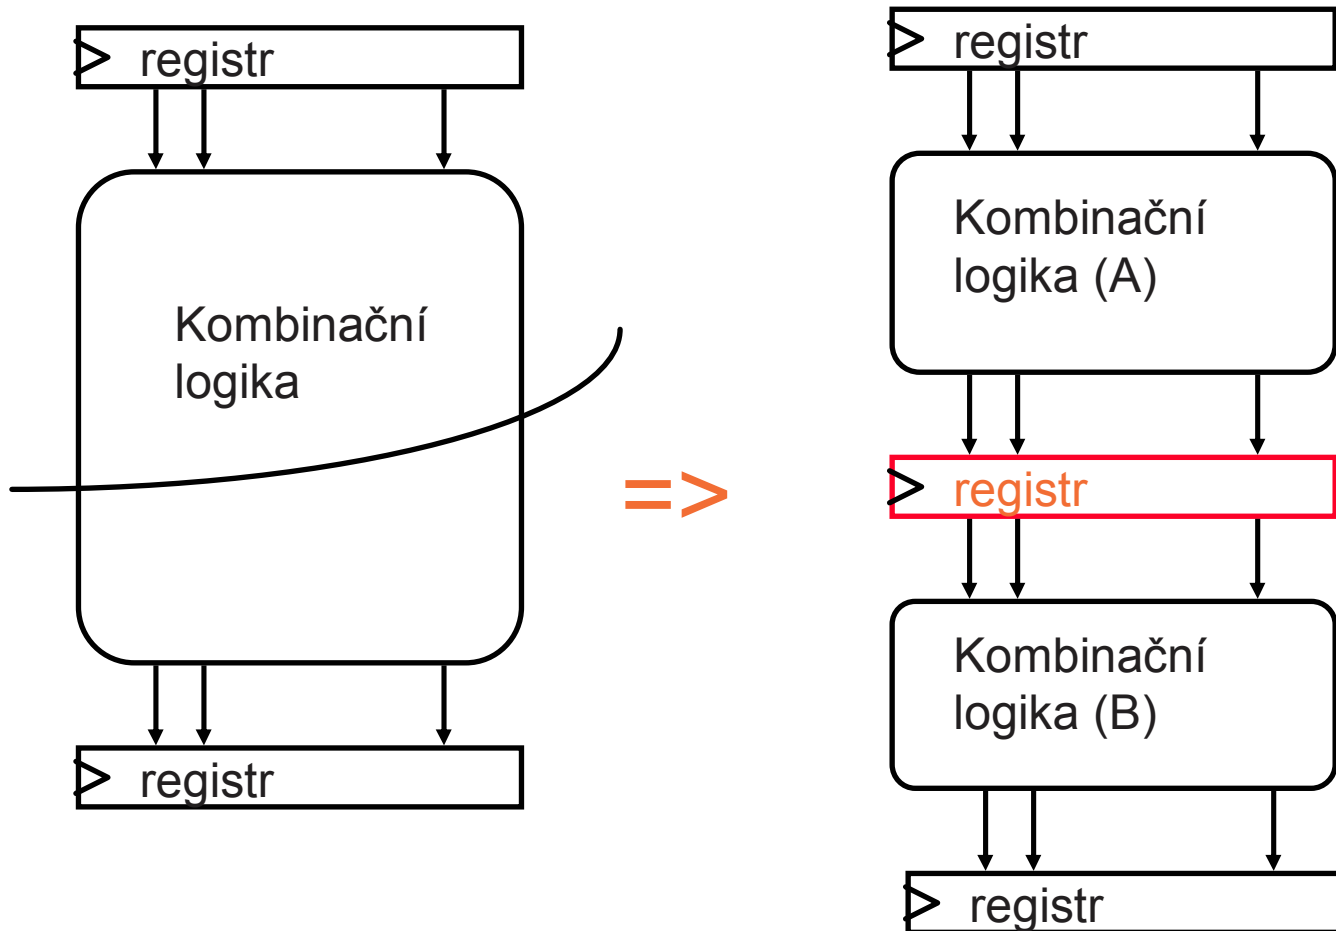 registr
Kombinační
logika
registr
=>
registr
Kombinační
logika (A)
registr
Kombinační
logika (B)
registr